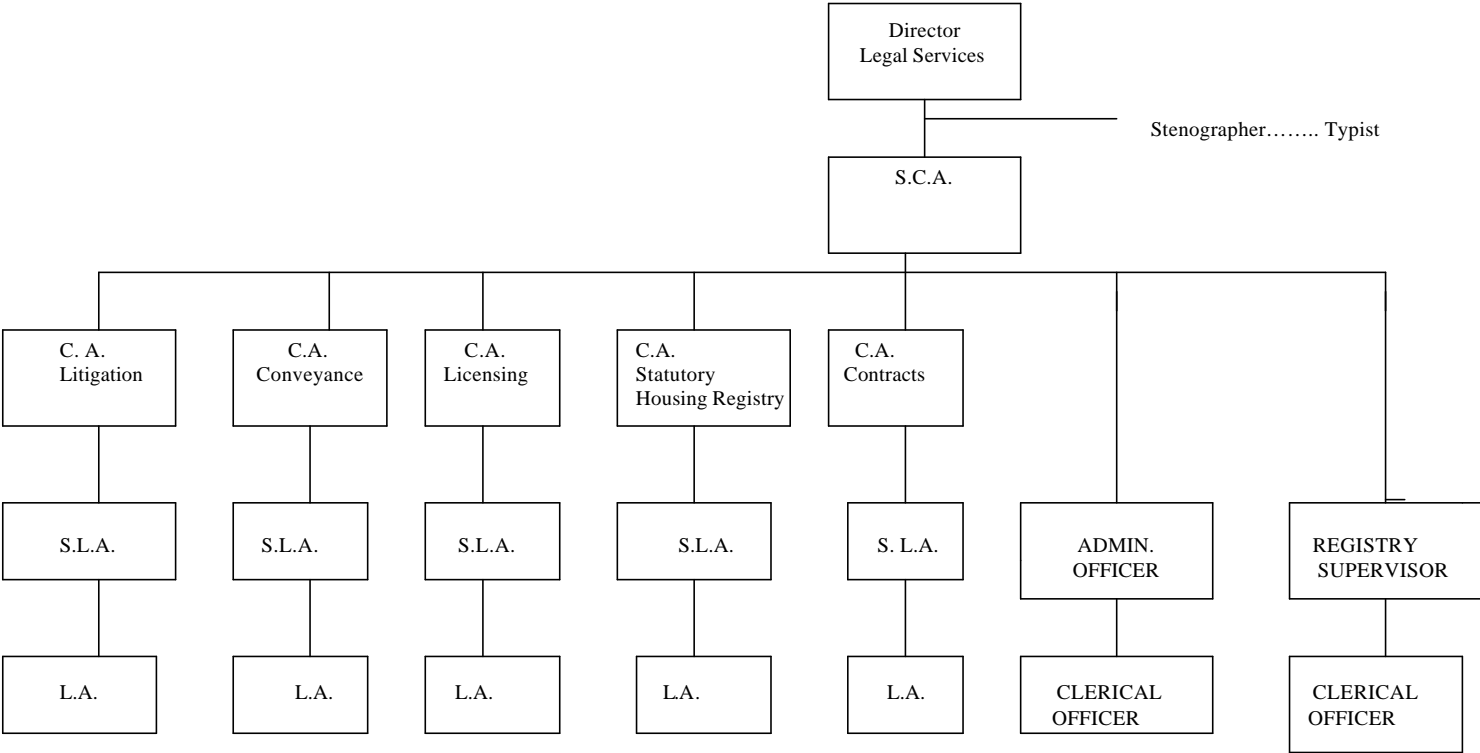 Director
Legal Services
Stenographer…….. Typist
S.C.A.
C. A.
Litigation
C.A.
Conveyance
C.A.
Licensing
C.A.
Statutory
Housing Registry
C.A.
Contracts
S.L.A.
S.L.A.
S.L.A.
S.L.A.
S. L.A.
ADMIN.
OFFICER
REGISTRY
SUPERVISOR
L.A.
L.A.
L.A.
L.A.
L.A.
CLERICAL
OFFICER
CLERICAL
OFFICER